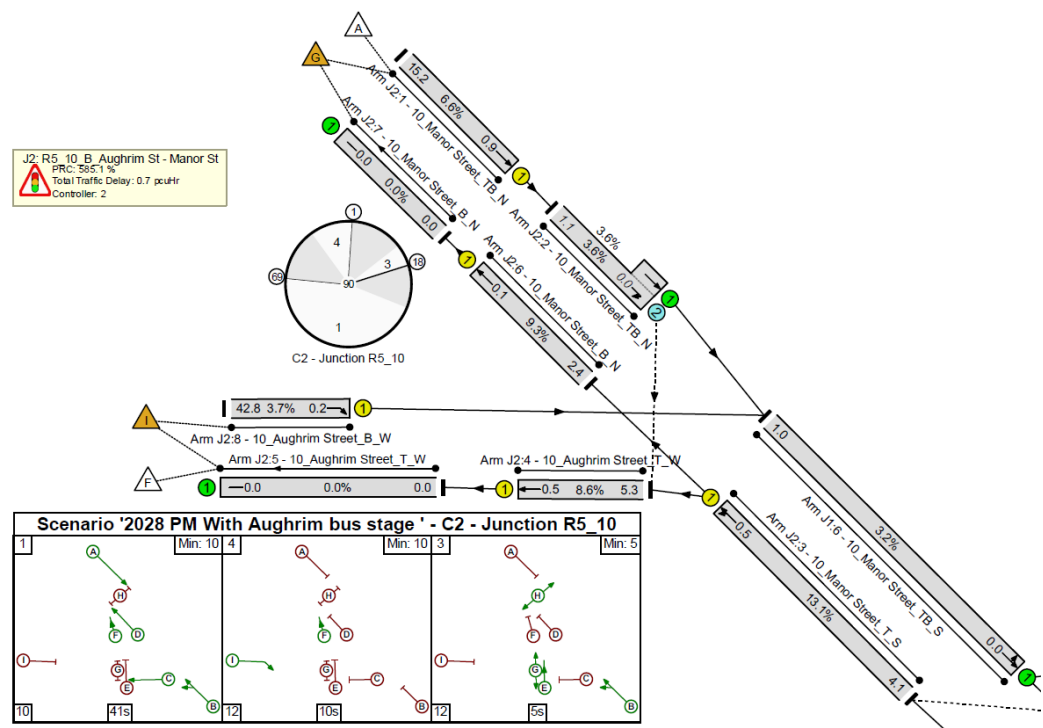 A
G
15.2 6.6% 0.9
Arm J2:1 - 10_Manor Street_TB_N
1
1
Arm J2:7 - 10_Manor Street_B_N
0.0 0.0% 0.0
J2: R5_10_B_Aughrim St - Manor St
PRC: 585.1 %
Total Traffic Delay: 0.7 pcuHr
Controller: 2
1.1 3.6% 0.0
3.6%
Arm J2:2 - 10_Manor Street_TB_N
1
2
1
4
3
18
69
90
1
C2 - Junction R5_10
1
Arm J2:6 - 10_Manor Street_B_N
0.1 9.3% 2.4
I
42.8 3.7% 0.2
1
Arm J2:8 - 10_Aughrim Street_B_W
Arm J2:5 - 10_Aughrim Street_T_W
F
1
0.0 0.0% 0.0
1
Arm J2:4 - 10_Aughrim Street_T_W
0.5 8.6% 5.3
1
0.5 13.1% 4.1
Arm J2:3 - 10_Manor Street_T_S
Arm J1:6 - 10_Manor Street_TB_S
1.0 3.2% 0.0
1
Scenario '2028 PM With Aughrim bus stage ' - C2 - Junction R5_10
1 Min: 10
A
H
F D
I
G
E
C
B
10 41s
4 Min: 10
A
H
F D
I
G
E
C
B
12 10s
3 Min: 5
A
H
F D
I
G
E
C
B
12 5s